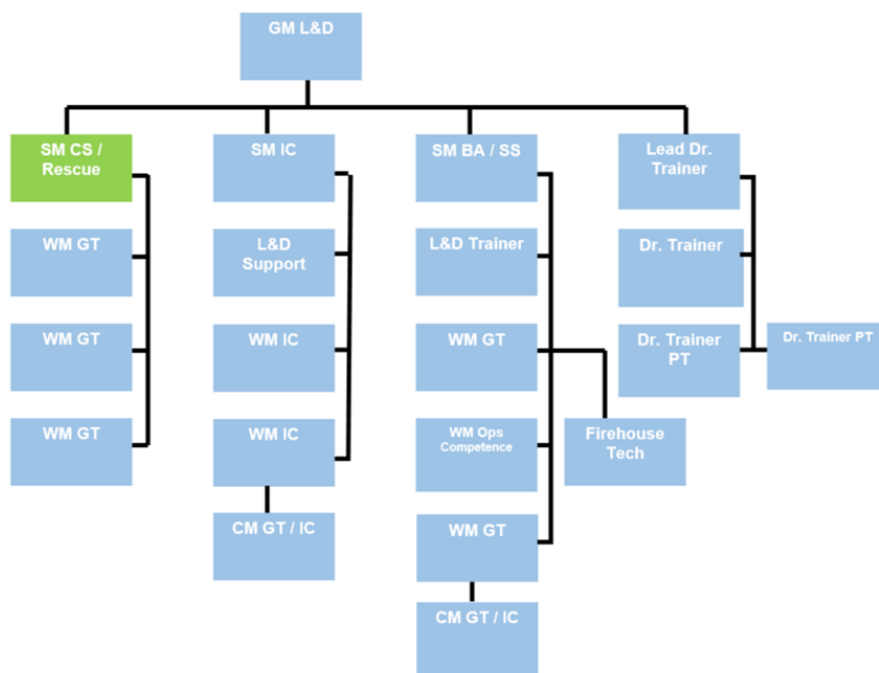 GM L&D
SM CS /
Rescue
SM IC
SM BA / SS
Lead Dr.
Trainer
WM GT
L&D
Support
L&D Trainer
Dr. Trainer
WM GT
WM IC
WM GT
Dr. Trainer
PT
Dr. Trainer PT
WM GT
WM IC
WM Ops
Competence
Firehouse
Tech
CM GT / IC
WM GT
CM GT / IC